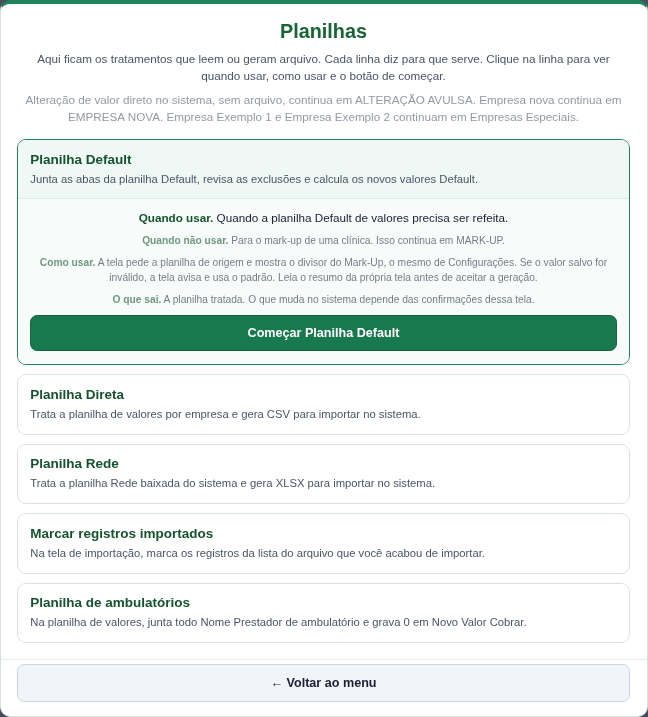 Planilhas
Aqui ficam os tratamentos que leem ou geram arquivo. Cada linha diz para que serve. Clique na linha para ver
quando usar, como usar e o botão de começar.
Alteração de valor direto no sistema, sem arquivo, continua em ALTERAÇÃO AVULSA. Empresa nova continua em
EMPRESA NOVA. Empresa Exemplo 1 e Empresa Exemplo 2 continuam em Empresas Especiais.
Planilha Default
Junta as abas da planilha Default, revisa as exclusões e calcula os novos valores Default.
Quando usar. Quando a planilha Default de valores precisa ser refeita.
Quando não usar. Para o mark-up de uma clínica. Isso continua em MARK-UP.
Como usar. A tela pede a planilha de origem e mostra o divisor do Mark-Up, o mesmo de Configurações. Se o valor salvo for
inválido, a tela avisa e usa o padrão. Leia o resumo da própria tela antes de aceitar a geração.
O que sai. A planilha tratada. O que muda no sistema depende das confirmações dessa tela.
Começar Planilha Default
Planilha Direta
Trata a planilha de valores por empresa e gera CSV para importar no sistema.
Planilha Rede
Trata a planilha Rede baixada do sistema e gera XLSX para importar no sistema.
Marcar registros importados
Na tela de importação, marca os registros da lista do arquivo que você acabou de importar.
Planilha de ambulatórios
Na planilha de valores, junta todo Nome Prestador de ambulatório e grava 0 em Novo Valor Cobrar.
← Voltar ao menu